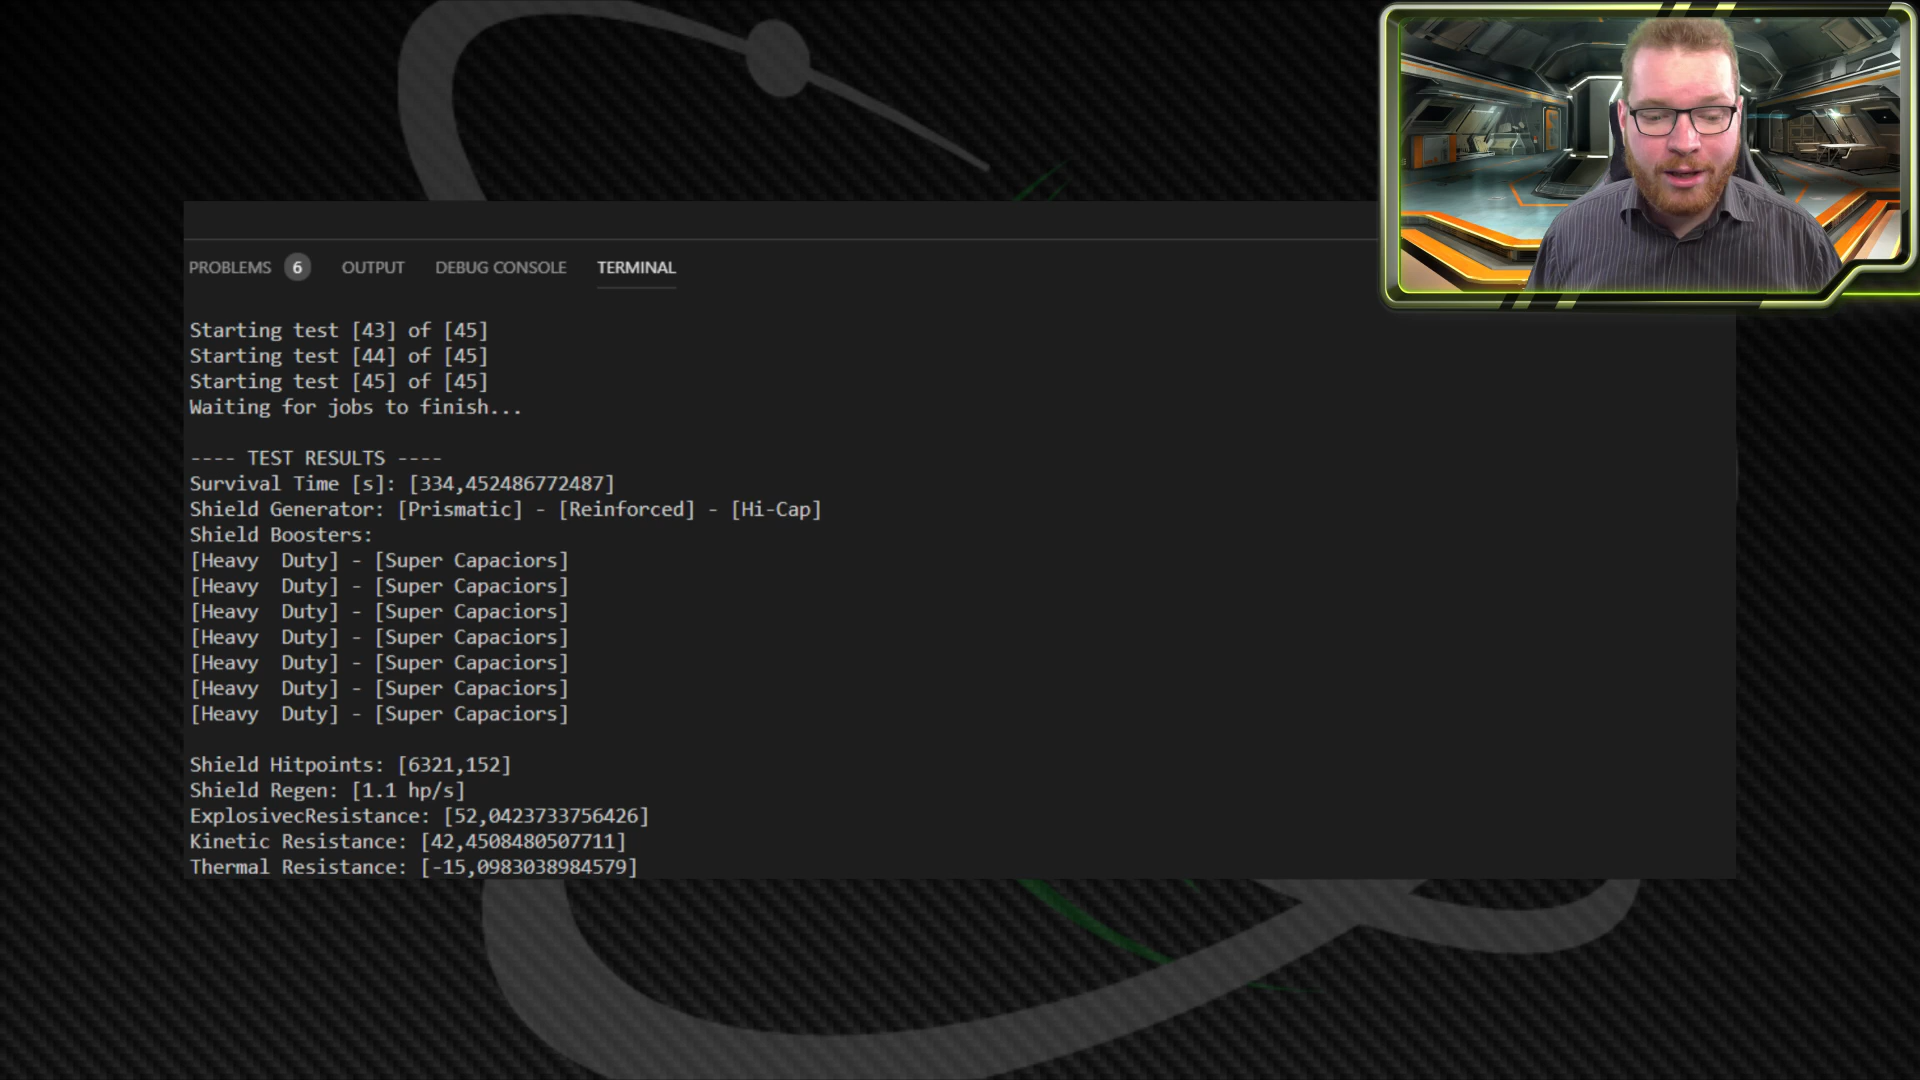 PROBLEMS 6 OUTPUT DEBUG CONSOLE TERMINAL
Starting test [43] of [45]
Starting test [44] of [45]
Starting test [45] of [45]
Waiting for jobs to finish...
---- TEST RESULTS ----
Survival Time [s]: [334,452486772487]
Shield Generator: [Prismatic] - [Reinforced] - [Hi-Cap]
Shield Boosters:
[Heavy  Duty] - [Super Capaciors]
[Heavy  Duty] - [Super Capaciors]
[Heavy  Duty] - [Super Capaciors]
[Heavy  Duty] - [Super Capaciors]
[Heavy  Duty] - [Super Capaciors]
[Heavy  Duty] - [Super Capaciors]
[Heavy  Duty] - [Super Capaciors]
Shield Hitpoints: [6321,152]
Shield Regen: [1.1 hp/s]
ExplosivecResistance: [52,0423733756426]
Kinetic Resistance: [42,4508480507711]
Thermal Resistance: [-15,0983038984579]